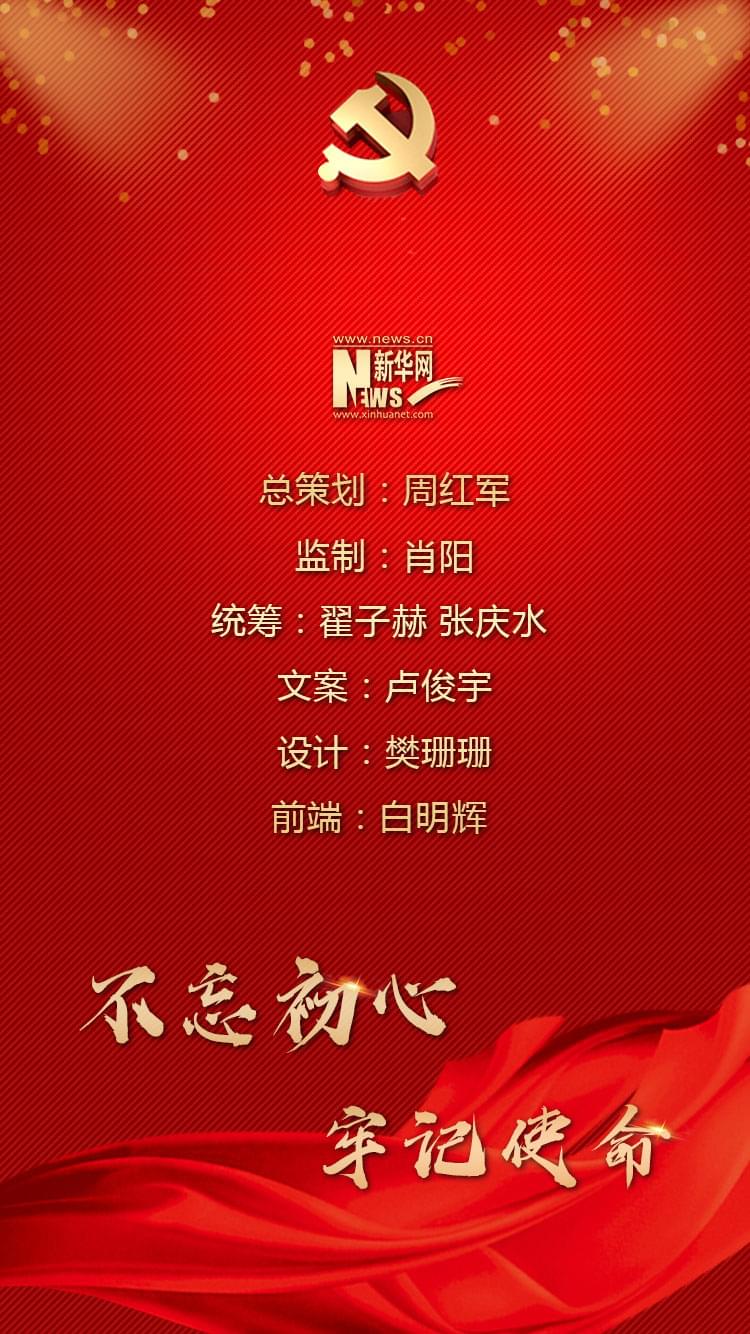 www.news.cn
新华网
NEWS
www.xinhuanet.com
总策划：周红军
监制：肖阳
统筹：翟子赫 张庆水
文案：卢俊宇
设计：樊珊珊
前端：白明辉
不忘初心
牢记使命